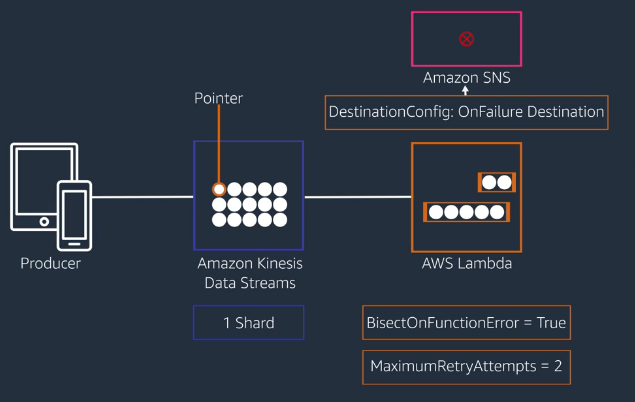 Amazon SNS
DestinationConfig: OnFailure Destination
Pointer
Producer
Amazon Kinesis
Data Streams
AWS Lambda
1 Shard
BisectOnFunctionError = True
MaximumRetryAttempts = 2